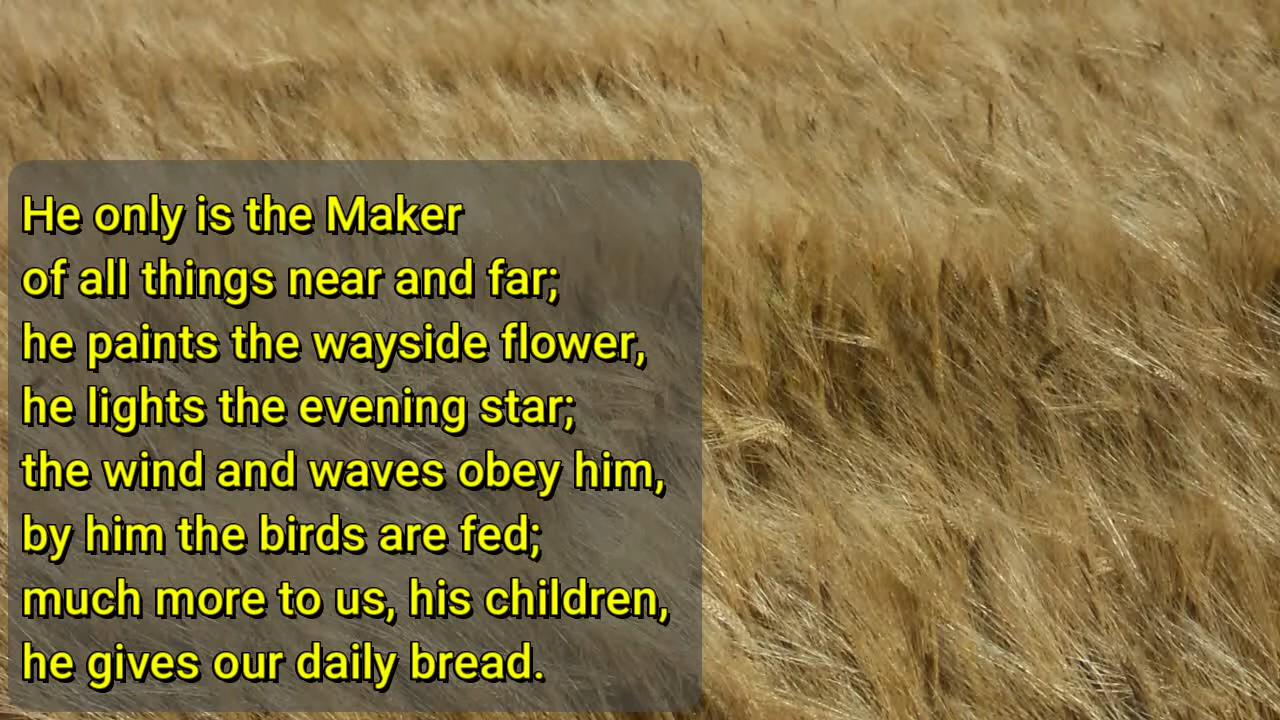 He only is the Maker
of all things near and far;
he paints the wayside flower,
he lights the evening star;
the wind and waves obey him,
by him the birds are fed;
much more to us, his children,
he gives our daily bread.